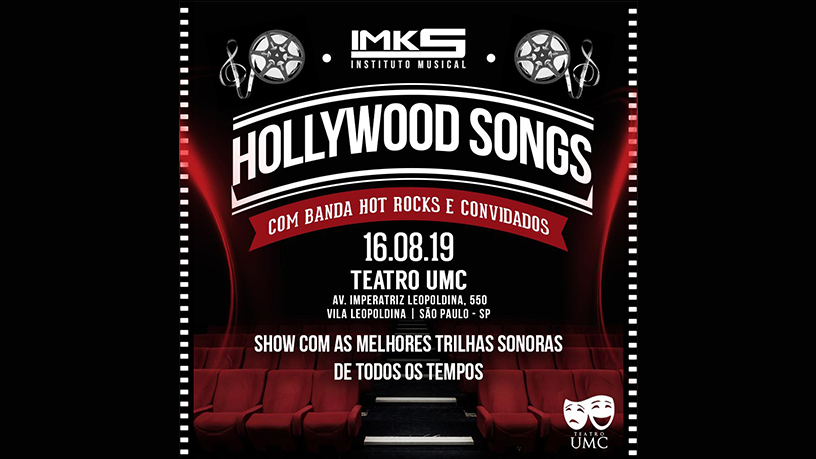 IMKS
INSTITUTO MUSICAL
HOLLYWOOD SONGS
COM BANDA HOT ROCKS E CONVIDADOS
16.08.19
TEATRO UMC
AV. IMPERATRIZ LEOPOLDINA, 550
VILA LEOPOLDINA | SÃO PAULO - SP
SHOW COM AS MELHORES TRILHAS SONORAS
DE TODOS OS TEMPOS
TEATRO
UMC